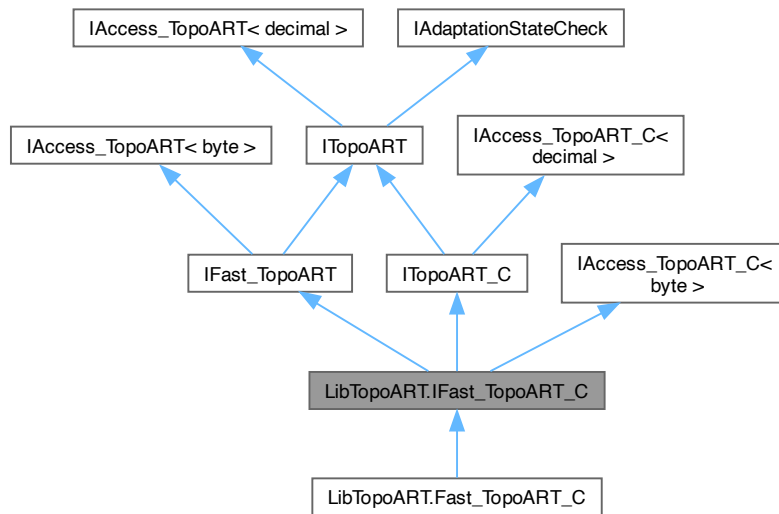 IAccess_TopoART< decimal >
IAdaptationStateCheck
IAccess_TopoART< byte >
ITopoART
IAccess_TopoART_C<
decimal >
IFast_TopoART
ITopoART_C
IAccess_TopoART_C<
byte >
LibTopoART.IFast_TopoART_C
LibTopoART.Fast_TopoART_C